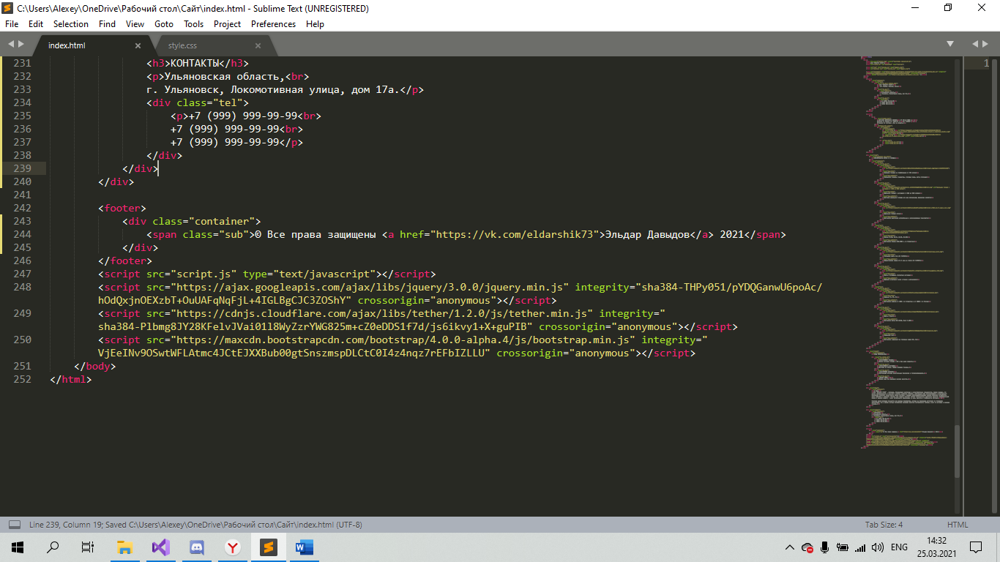 C:\Users\Alexey\OneDrive\Рабочий стол\Сайт\index.html - Sublime Text (UNREGISTERED)
File Edit Selection Find View Goto Tools Project Preferences Help
index.html × style.css ×
231 <h3>КОНТАКТЫ</h3>
232 <p>Ульяновская область,<br>
233 г. Ульяновск, Локомотивная улица, дом 17а.</p>
234 <div class="tel">
235 <p>+7 (999) 999-99-99<br>
236 +7 (999) 999-99-99<br>
237 +7 (999) 999-99-99</p>
238 </div>
239 </div>
240 </div>
241
242 <footer>
243 <div class="container">
244 <span class="sub">© Все права защищены <a href="https://vk.com/eldarshik73">Эльдар Давыдов</a> 2021</span>
245 </div>
246 </footer>
247 <script src="script.js" type="text/javascript"></script>
248 <script src="https://ajax.googleapis.com/ajax/libs/jquery/3.0.0/jquery.min.js" integrity="sha384-THPy051/pYDQGanwU6poAc/
hOdQxjnOEXzbT+OuUAFqNqFjL+4IGLBgCJC3ZOShY" crossorigin="anonymous"></script>
249 <script src="https://cdnjs.cloudflare.com/ajax/libs/tether/1.2.0/js/tether.min.js" integrity="
sha384-Plbmg8JY28KFelvJVai01l8WyZzrYWG825m+cZ0eDDS1f7d/js6ikvy1+X+guPIB" crossorigin="anonymous"></script>
250 <script src="https://maxcdn.bootstrapcdn.com/bootstrap/4.0.0-alpha.4/js/bootstrap.min.js" integrity="
VjEeINv9OSwtWFLAtmc4JCtEJXXBub00gtSnszmspDLCtC0I4z4nqz7rEFbIZLLU" crossorigin="anonymous"></script>
251 </body>
252 </html>
1
Line 239, Column 19; Saved C:\Users\Alexey\OneDrive\Рабочий стол\Сайт\index.html (UTF-8) Tab Size: 4 HTML
ENG 14:32
25.03.2021